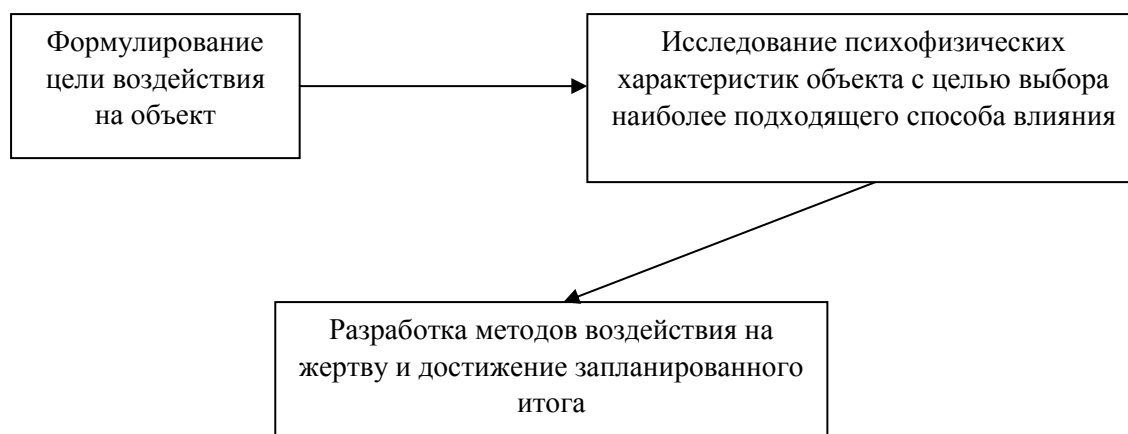 Формулирование
цели воздействия
на объект
Исследование психофизических
характеристик объекта с целью выбора
наиболее подходящего способа влияния
Разработка методов воздействия на
жертву и достижение запланированного
итога